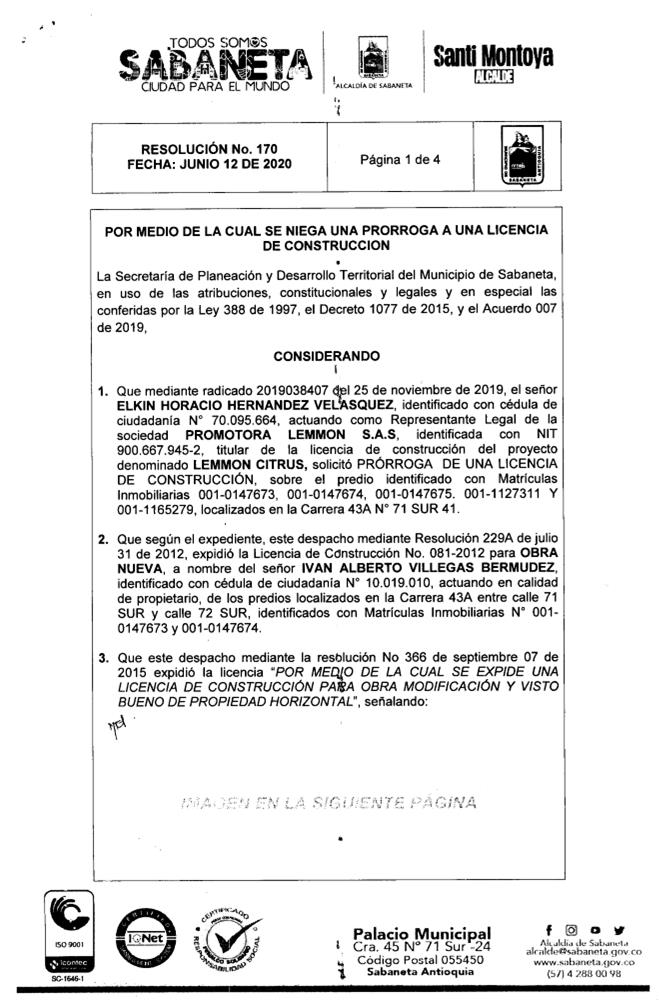 TODOS SOMOS
SABANETA
CIUDAD PARA EL MUNDO
ALCALDÍA DE SABANETA
Santi Montoya
ALCALDE
RESOLUCIÓN No. 170
FECHA: JUNIO 12 DE 2020
Página 1 de 4
SABANETA
ANTIOQUIA
POR MEDIO DE LA CUAL SE NIEGA UNA PRORROGA A UNA LICENCIA
DE CONSTRUCCION
La Secretaría de Planeación y Desarrollo Territorial del Municipio de Sabaneta,
en uso de las atribuciones, constitucionales y legales y en especial las
conferidas por la Ley 388 de 1997, el Decreto 1077 de 2015, y el Acuerdo 007
de 2019,
CONSIDERANDO
1. Que mediante radicado 2019038407 del 25 de noviembre de 2019, el señor
ELKIN HORACIO HERNANDEZ VELASQUEZ, identificado con cédula de
ciudadanía N° 70.095.664, actuando como Representante Legal de la
sociedad PROMOTORA LEMMON S.A.S, identificada con NIT
900.667.945-2, titular de la licencia de construcción del proyecto
denominado LEMMON CITRUS, solicitó PRÓRROGA DE UNA LICENCIA
DE CONSTRUCCIÓN, sobre el predio identificado con Matrículas
Inmobiliarias 001-0147673, 001-0147674, 001-0147675. 001-1127311 Y
001-1165279, localizados en la Carrera 43A N° 71 SUR 41.
2. Que según el expediente, este despacho mediante Resolución 229A de julio
31 de 2012, expidió la Licencia de Construcción No. 081-2012 para OBRA
NUEVA, a nombre del señor IVAN ALBERTO VILLEGAS BERMUDEZ,
identificado con cédula de ciudadanía N° 10.019.010, actuando en calidad
de propietario, de los predios localizados en la Carrera 43A entre calle 71
SUR y calle 72 SUR, identificados con Matrículas Inmobiliarias N° 001-
0147673 y 001-0147674.
3. Que este despacho mediante la resolución No 366 de septiembre 07 de
2015 expidió la licencia "POR MEDIO DE LA CUAL SE EXPIDE UNA
LICENCIA DE CONSTRUCCIÓN PARA OBRA MODIFICACIÓN Y VISTO
BUENO DE PROPIEDAD HORIZONTAL", señalando:
IMAGEN EN LA SIGUIENTE PÁGINA
ISO 9001
icontec
SC-1646-1
IQNet
CERTIFICADO
RESPONSABILIDAD SOCIAL
Palacio Municipal
Cra. 45 N° 71 Sur -24
Código Postal 055450
Sabaneta Antioquia
Alcaldía de Sabaneta
alcalde@sabaneta.gov.co
www.sabaneta.gov.co
(57) 4 288 00 98